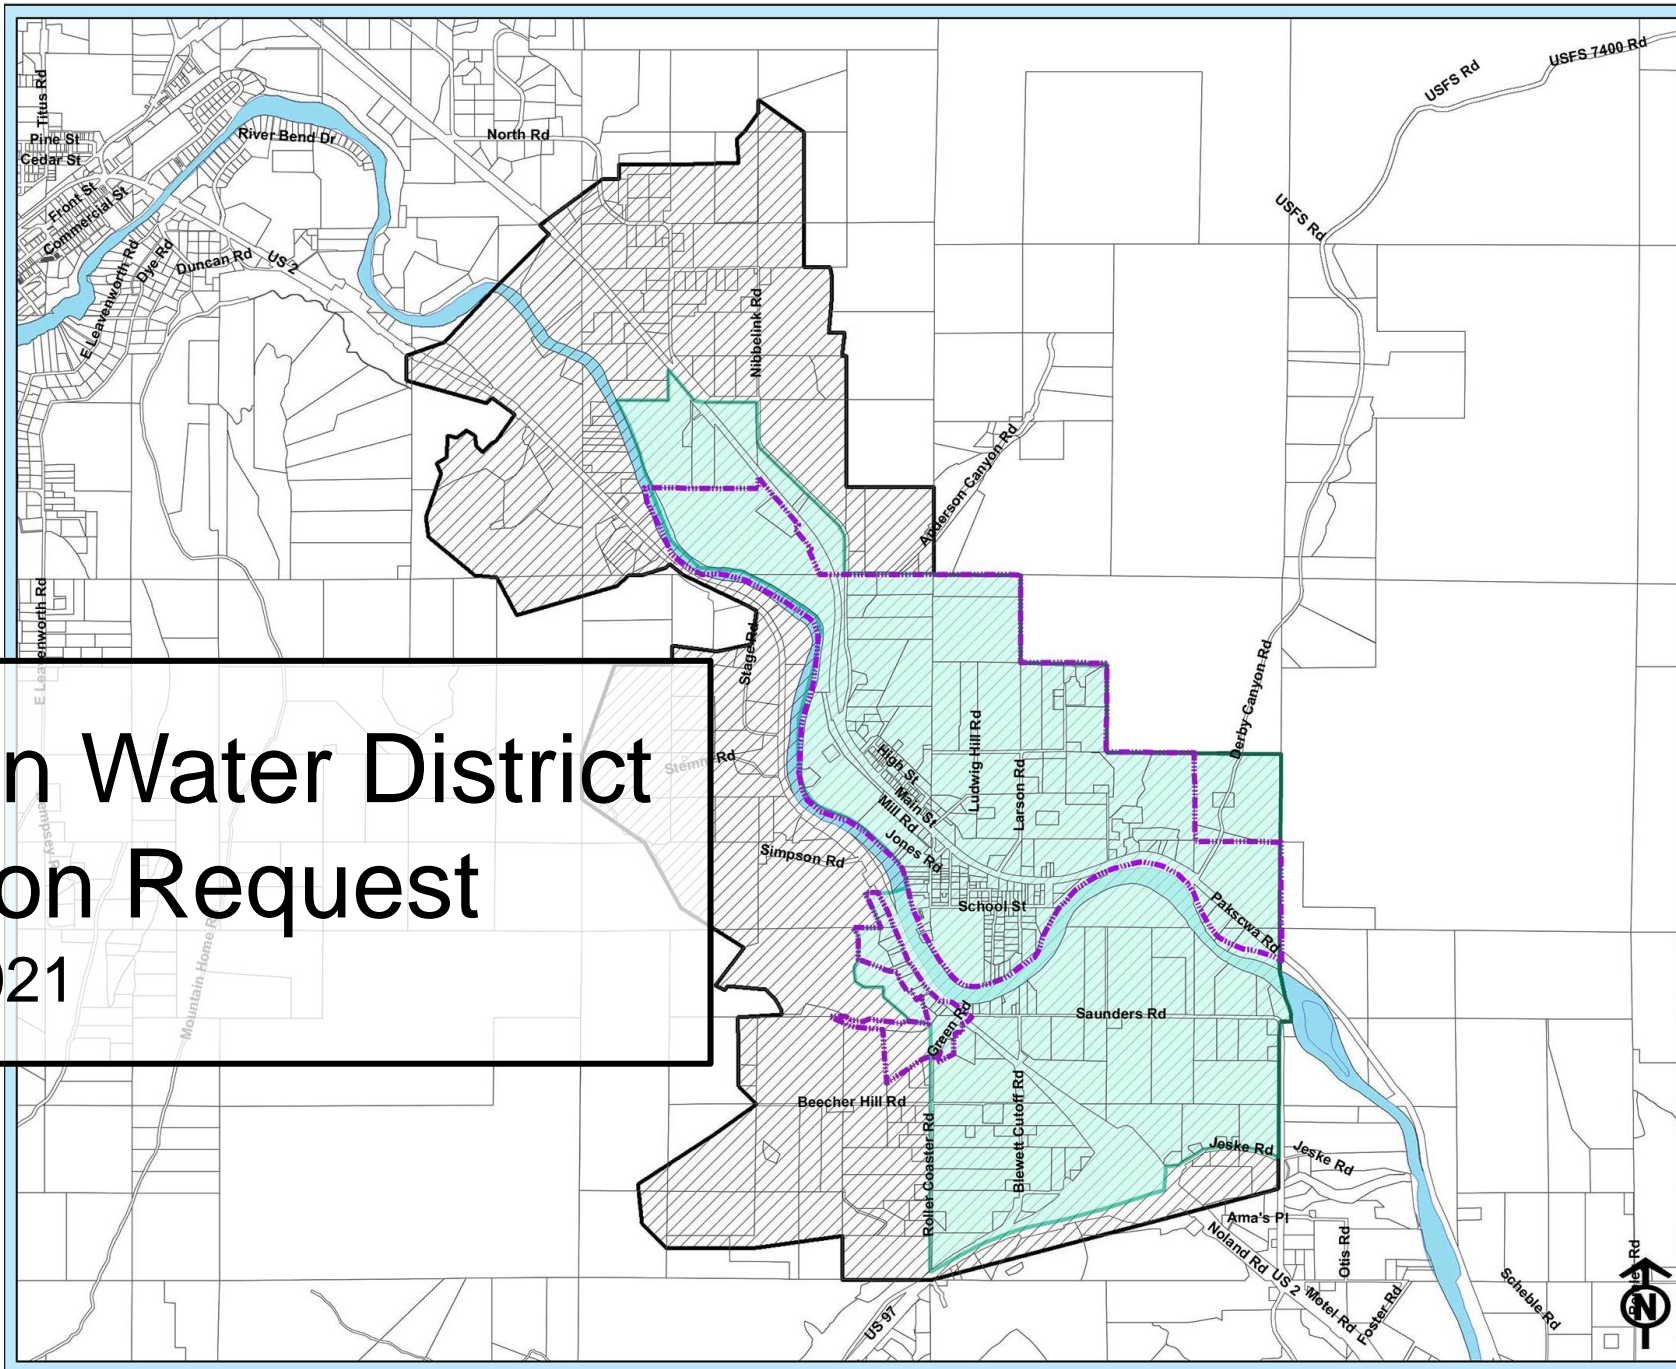 USFS 7400 Rd
USFS Rd
Titus Rd
Pine St
Cedar St
River Bend Dr
North Rd
Front St
Commercial St
USFS Rd
E Leavenworth Rd
Dye Rd
Duncan Rd
US 2
Nibbelink Rd
Anderson Canyon Rd
E Leavenworth Rd
Stage Rd
Derby Canyon Rd
n Water District
Stemm Rd
High St
Main St
Mill Rd
Ludwig Hill Rd
Larson Rd
Jones Rd
Simpson Rd
on Request
School St
Pakscwa Rd
Mountain Home R
021
Saunders Rd
Green Rd
Beecher Hill Rd
Roller Coaster Rd
Blewett Cutoff Rd
Jeske Rd
Jeske Rd
Ama's Pl
Noland Rd
US 2
Otis Rd
Motel Rd
Foster Rd
Scheble Rd
US 97
N